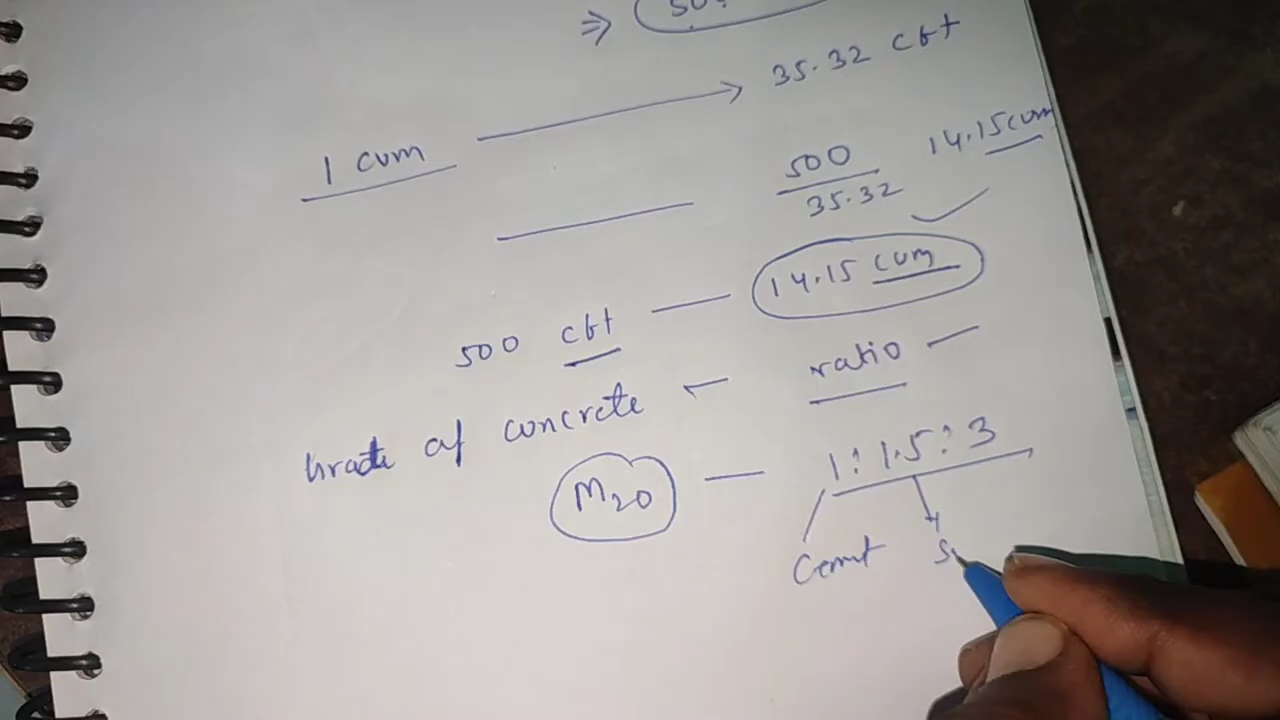 ⇒ 50
1 cum ⟶ 35.32 cft
500
35.32
14.15cum
500 cft — 14.15 cum
Grade of concrete – ratio –
M20 — 1:1.5:3
Cemt S